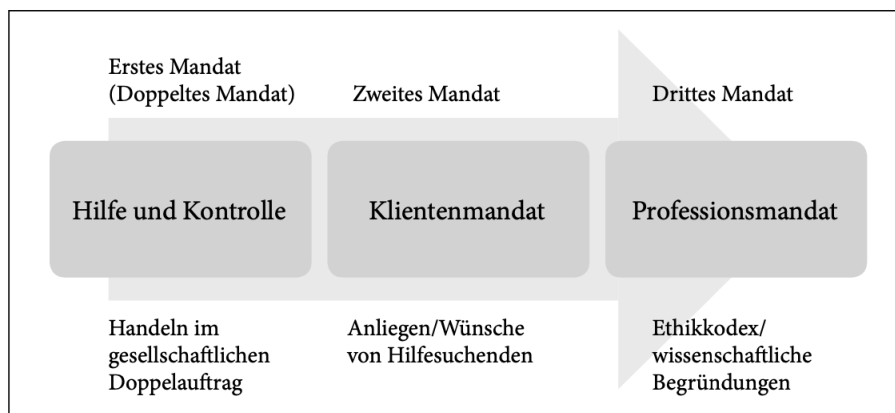 Erstes Mandat
(Doppeltes Mandat)
Zweites Mandat
Drittes Mandat
Hilfe und Kontrolle
Klientenmandat
Professionsmandat
Handeln im
gesellschaftlichen
Doppelauftrag
Anliegen/Wünsche
von Hilfesuchenden
Ethikkodex/
wissenschaftliche
Begründungen